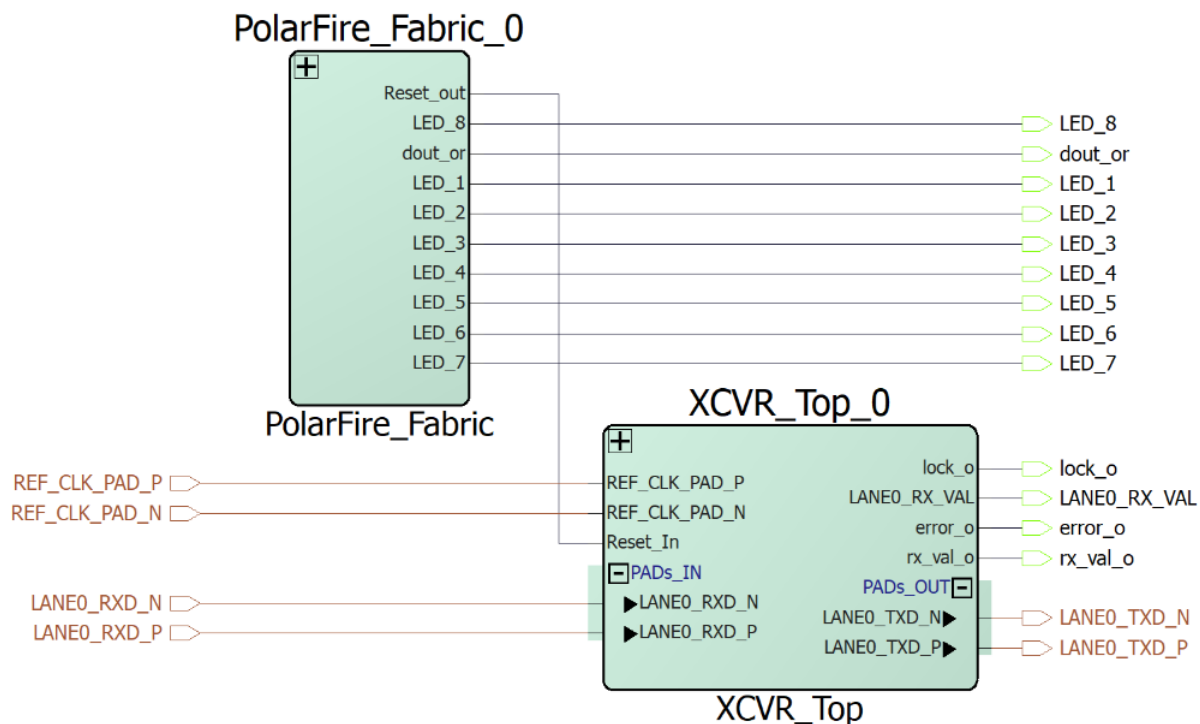 PolarFire_Fabric_0
Reset_out
LED_8 LED_8
dout_or dout_or
LED_1 LED_1
LED_2 LED_2
LED_3 LED_3
LED_4 LED_4
LED_5 LED_5
LED_6 LED_6
LED_7 LED_7
PolarFire_Fabric
XCVR_Top_0
lock_o lock_o
REF_CLK_PAD_P REF_CLK_PAD_P
LANE0_RX_VAL LANE0_RX_VAL
REF_CLK_PAD_N REF_CLK_PAD_N
error_o error_o
Reset_In
rx_val_o rx_val_o
PADs_IN
PADs_OUT
LANE0_RXD_N LANE0_RXD_N
LANE0_TXD_N LANE0_TXD_N
LANE0_RXD_P LANE0_RXD_P
LANE0_TXD_P LANE0_TXD_P
XCVR_Top